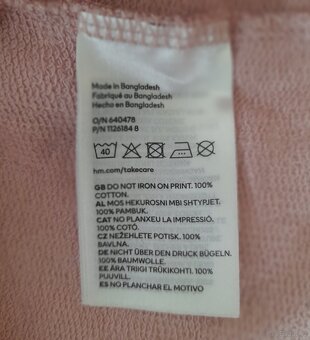 Made in Bangladesh
Fabriqué au Bangladesh
Hecho en Bangladesh
O/N 640478
P/N 1126184 8
40
hm.com/takecare
GB DO NOT IRON ON PRINT. 100%
COTTON.
AL MOS HEKUROSNI MBI SHTYPJET.
100% PAMBUK.
CAT NO PLANXEU LA IMPRESSIÓ.
100% COTÓ.
CZ NEŽEHLETE POTISK. 100%
BAVLNA.
DE NICHT ÜBER DEN DRUCK BÜGELN.
100% BAUMWOLLE.
EE ÄRA TRIIGI TRÜKIKOHTI. 100%
PUUVILL.
ES NO PLANCHAR EL MOTIVO